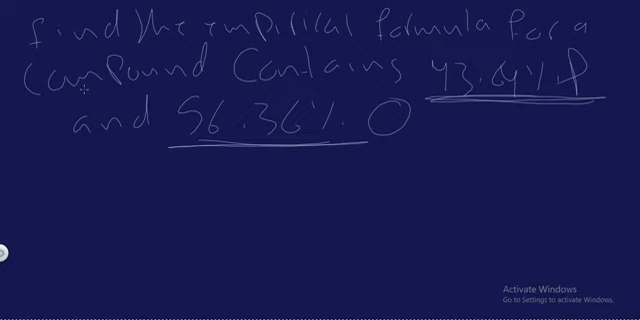 find the empirical formula for a
compound contains 43.64% P
and 56.36% O
Activate Windows
Go to Settings to activate Windows.